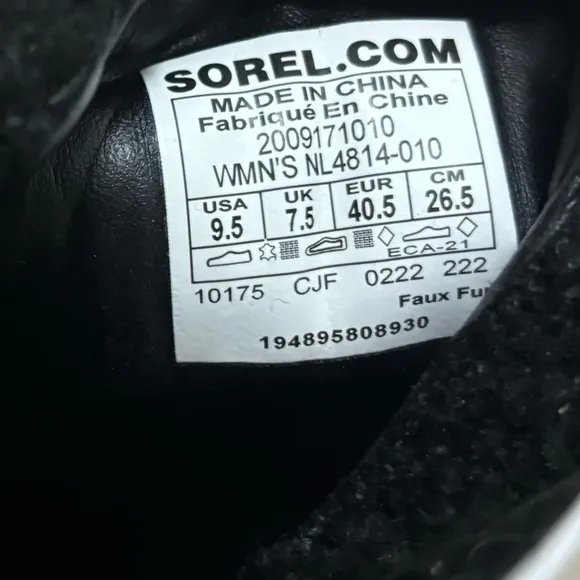 SOREL.COM
MADE IN CHINA
Fabriqué En Chine
2009171010
WMN'S NL4814-010
USA UK EUR CM
9.5 7.5 40.5 26.5
ECA-21
10175 CJF 0222 222
Faux Fu
194895808930